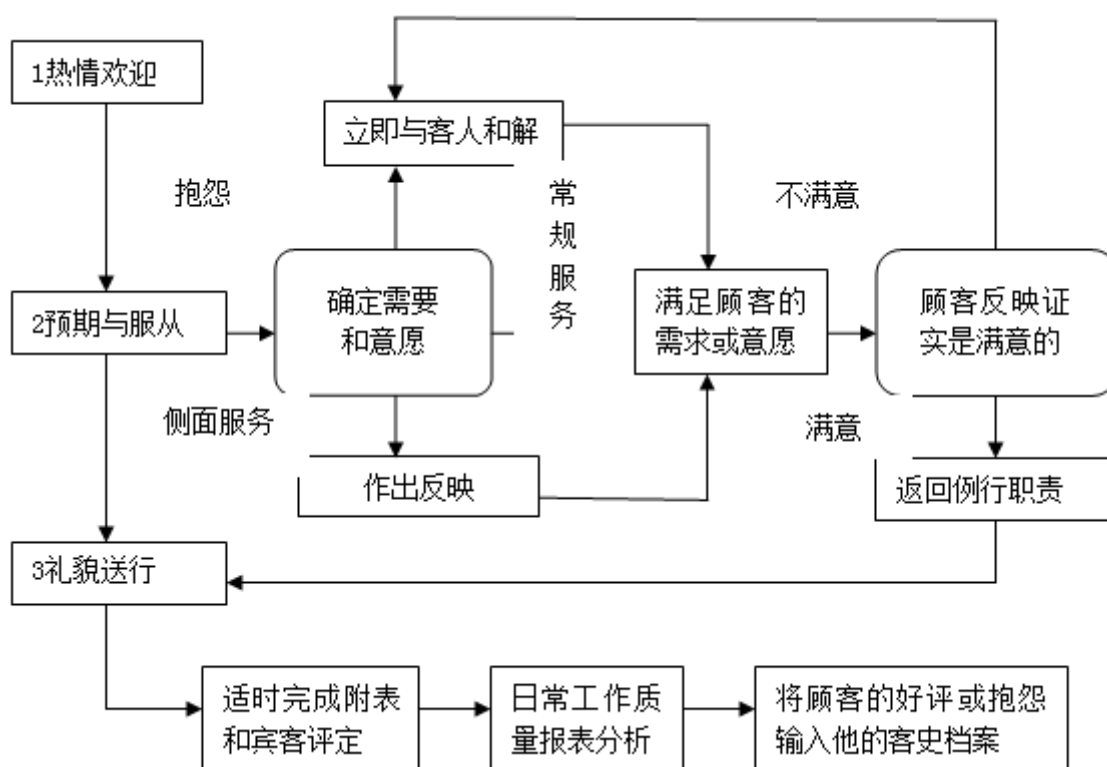 1热情欢迎
立即与客人和解
抱怨
常规服务
不满意
2预期与服从
确定需要
和意愿
满足顾客的
需求或意愿
顾客反映证
实是满意的
侧面服务
满意
作出反映
返回例行职责
3礼貌送行
适时完成附表
和宾客评定
日常工作质
量报表分析
将顾客的好评或抱怨
输入他的客史档案